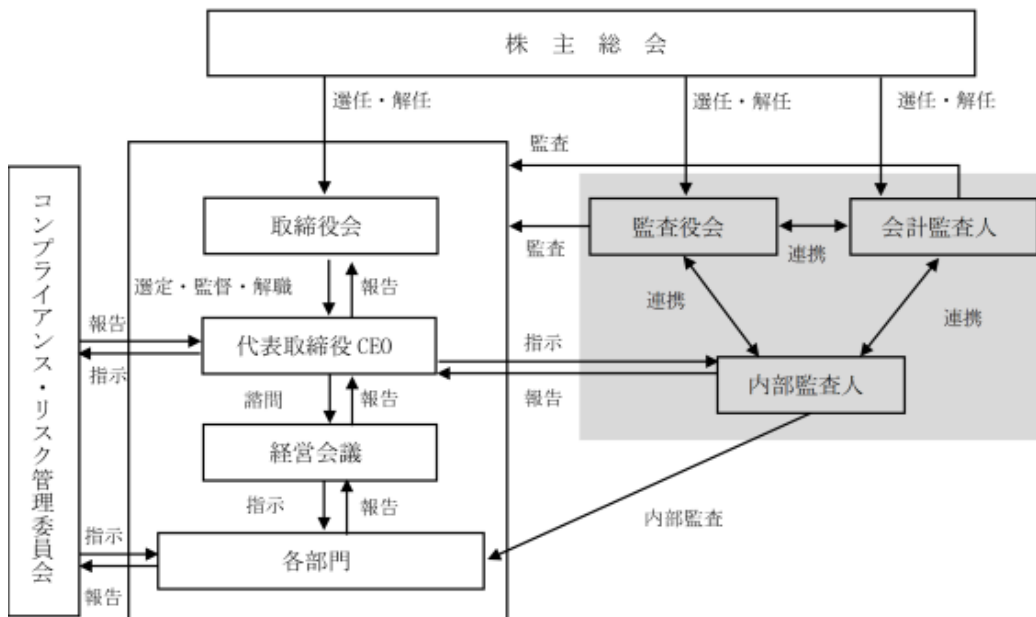 株主総会
選任・解任
選任・解任
選任・解任
監査
取締役会
監査役会
会計監査人
監査
連携
選定・監督・解職
報告
連携
連携
報告
代表取締役 CEO
指示
指示
内部監査人
報告
諮問
報告
経営会議
指示
報告
内部監査
指示
各部門
報告
コンプライアンス・リスク管理委員会